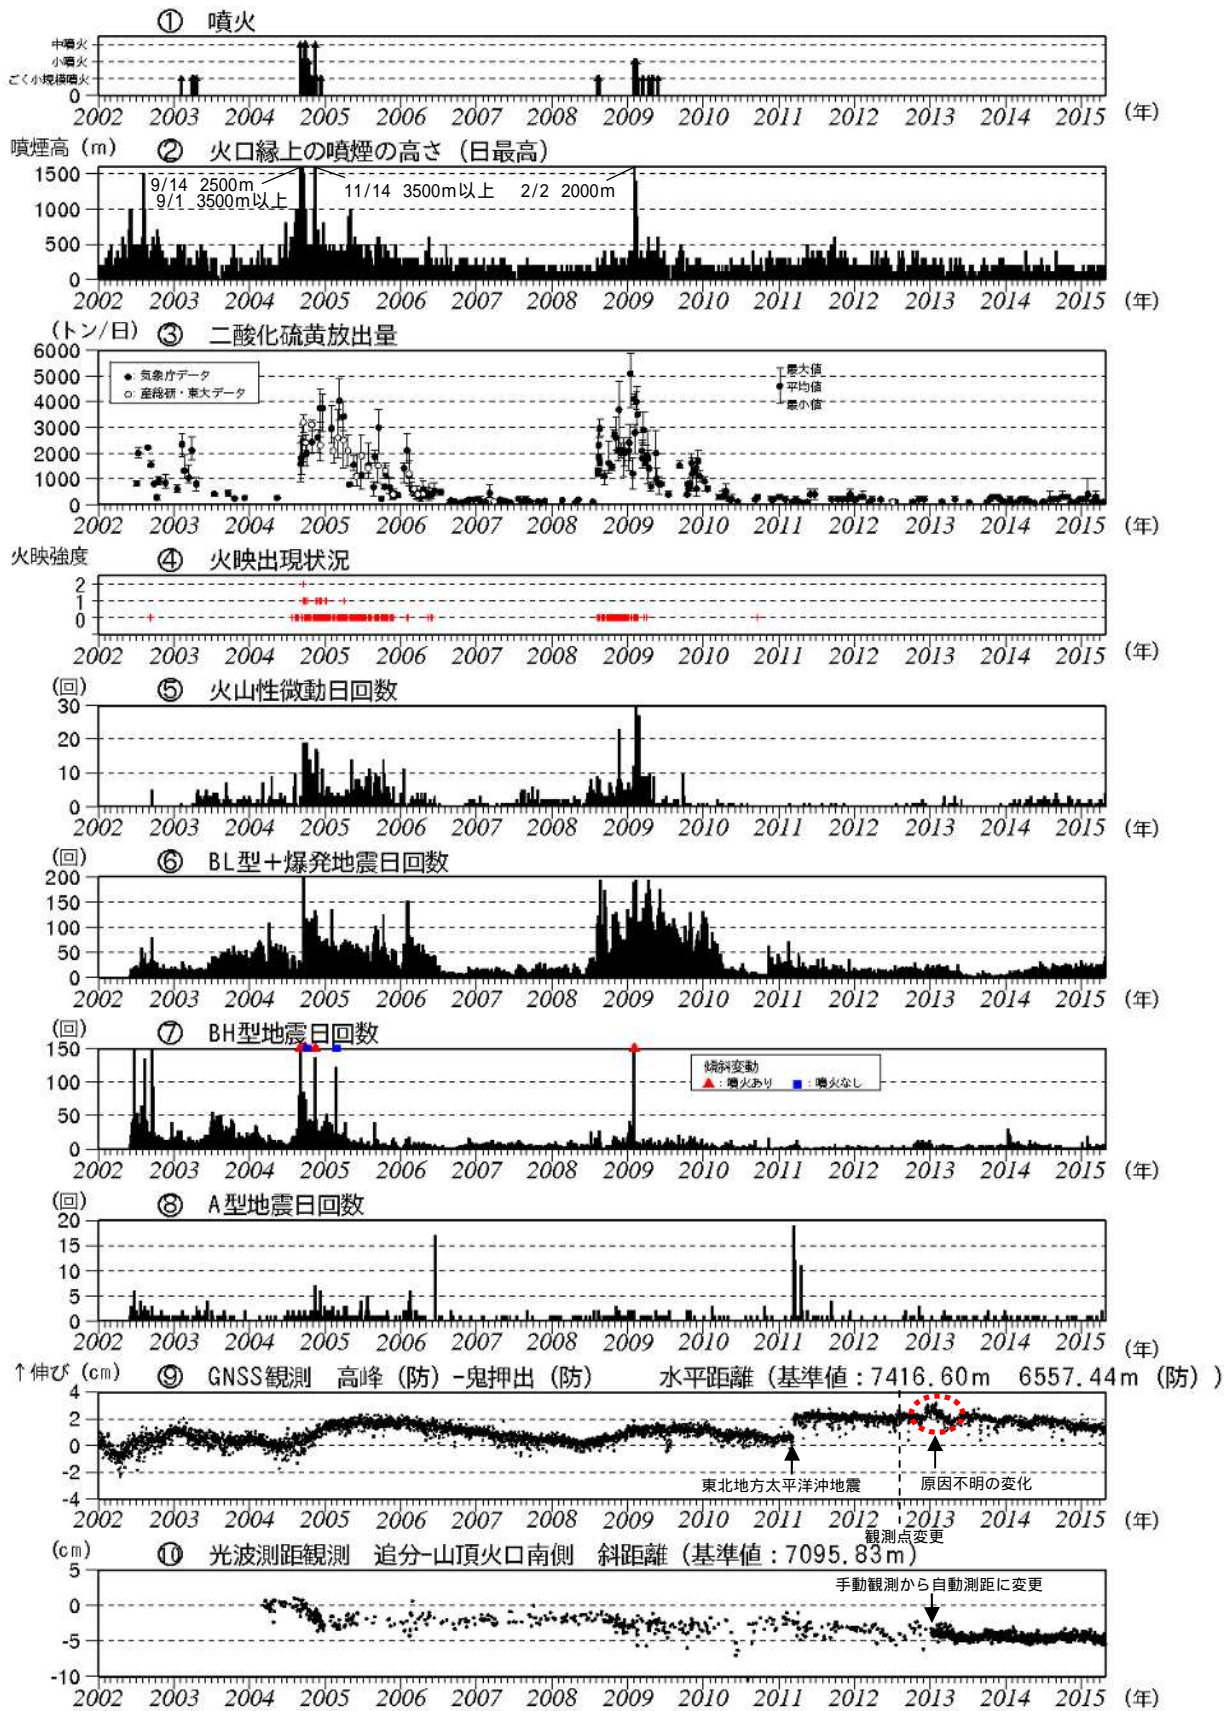 ① 噴火
中噴火
小噴火
ごく小規模噴火
0
2002 2003 2004 2005 2006 2007 2008 2009 2010 2011 2012 2013 2014 2015 (年)
噴煙高 (m) ② 火口縁上の噴煙の高さ (日最高)
1500
1000
500
0
9/14 2500m
9/1 3500m以上
11/14 3500m以上
2/2 2000m
2002 2003 2004 2005 2006 2007 2008 2009 2010 2011 2012 2013 2014 2015 (年)
(トン/日) ③ 二酸化硫黄放出量
6000
5000
4000
3000
2000
1000
0
●: 気象庁データ
○: 産総研・東大データ
最大値
平均値
最小値
2002 2003 2004 2005 2006 2007 2008 2009 2010 2011 2012 2013 2014 2015 (年)
火映強度 ④ 火映出現状況
2
1
0
2002 2003 2004 2005 2006 2007 2008 2009 2010 2011 2012 2013 2014 2015 (年)
(回) ⑤ 火山性微動日回数
30
20
10
0
2002 2003 2004 2005 2006 2007 2008 2009 2010 2011 2012 2013 2014 2015 (年)
(回) ⑥ BL型+爆発地震日回数
200
150
100
50
0
2002 2003 2004 2005 2006 2007 2008 2009 2010 2011 2012 2013 2014 2015 (年)
(回) ⑦ BH型地震日回数
150
100
50
0
傾斜変動
▲: 噴火あり ■: 噴火なし
2002 2003 2004 2005 2006 2007 2008 2009 2010 2011 2012 2013 2014 2015 (年)
(回) ⑧ A型地震日回数
20
15
10
5
0
2002 2003 2004 2005 2006 2007 2008 2009 2010 2011 2012 2013 2014 2015 (年)
↑伸び (cm) ⑨ GNSS観測 高峰 (防) -鬼押出 (防) 水平距離 (基準値:7416.60m 6557.44m (防) )
4
2
0
-2
-4
東北地方太平洋沖地震
原因不明の変化
2002 2003 2004 2005 2006 2007 2008 2009 2010 2011 2012 2013 2014 2015 (年)
観測点変更
(cm) ⑩ 光波測距観測 追分-山頂火口南側 斜距離 (基準値:7095.83m)
5
0
-5
-10
手動観測から自動測距に変更
2002 2003 2004 2005 2006 2007 2008 2009 2010 2011 2012 2013 2014 2015 (年)